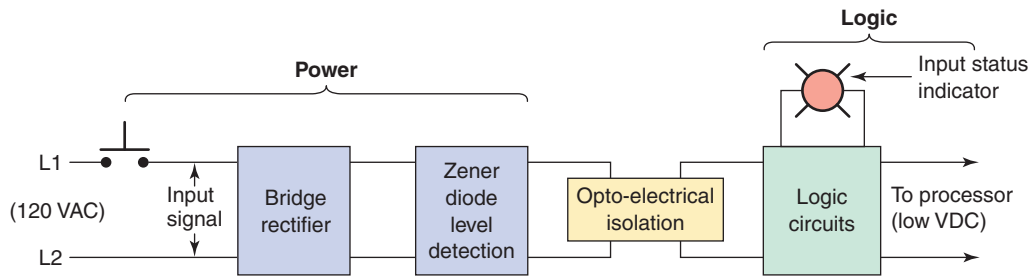 Logic
Power
Input status
indicator
L1
(120 VAC)
L2
Input
signal
Bridge
rectifier
Zener
diode
level
detection
Opto-electrical
isolation
Logic
circuits
To processor
(low VDC)